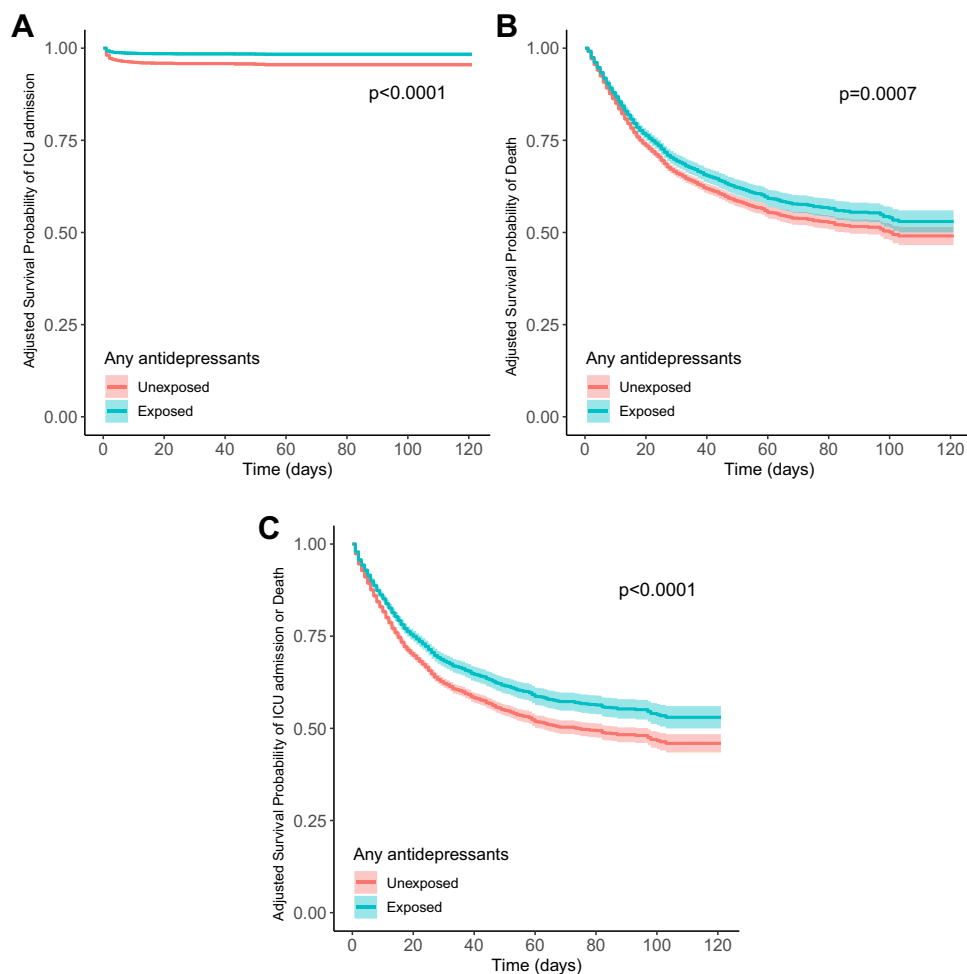 A
Adjusted Survival Probability of ICU admission
1.00
0.75
0.50
0.25
0.00
p<0.0001
Any antidepressants
Unexposed
Exposed
0 20 40 60 80 100 120
Time (days)
B
Adjusted Survival Probability of Death
1.00
0.75
0.50
0.25
0.00
p=0.0007
Any antidepressants
Unexposed
Exposed
0 20 40 60 80 100 120
Time (days)
C
Adjusted Survival Probability of ICU admission or Death
1.00
0.75
0.50
0.25
0.00
p<0.0001
Any antidepressants
Unexposed
Exposed
0 20 40 60 80 100 120
Time (days)